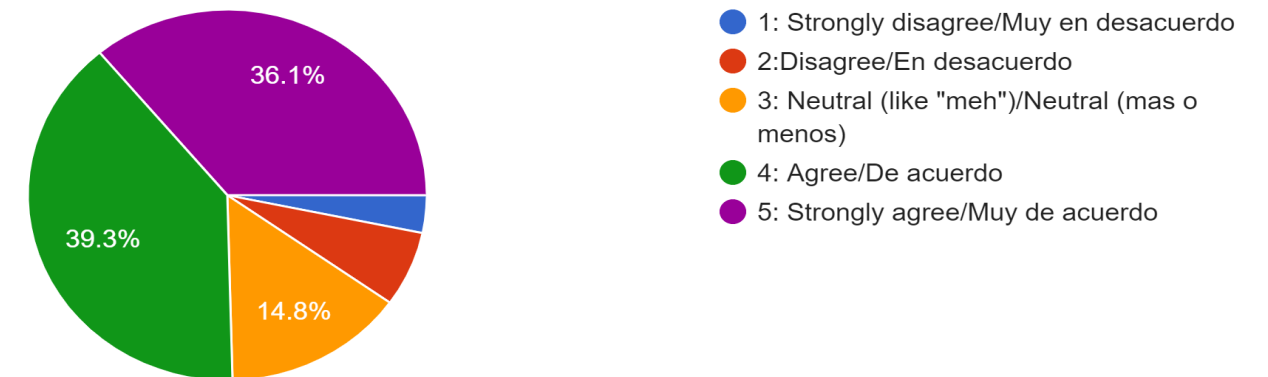 36.1%
39.3%
14.8%
1: Strongly disagree/Muy en desacuerdo
2:Disagree/En desacuerdo
3: Neutral (like "meh")/Neutral (mas o
menos)
4: Agree/De acuerdo
5: Strongly agree/Muy de acuerdo